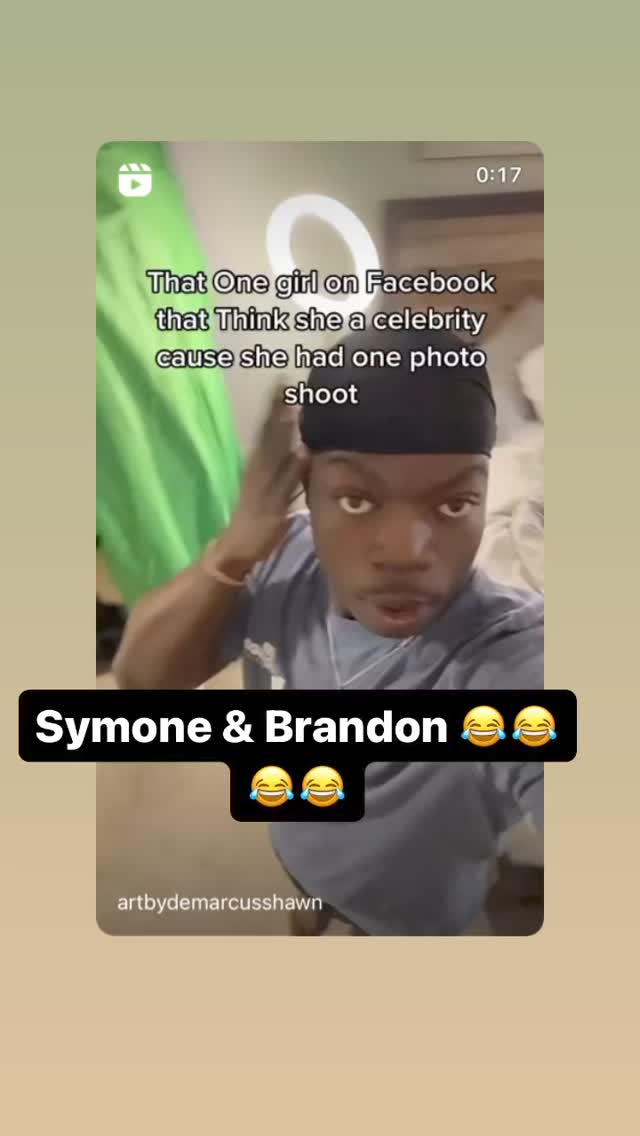 0:17
That One girl on Facebook
that Think she a celebrity
cause she had one photo
shoot
Symone & Brandon 😂😂
😂😂
artbydemarcusshawn